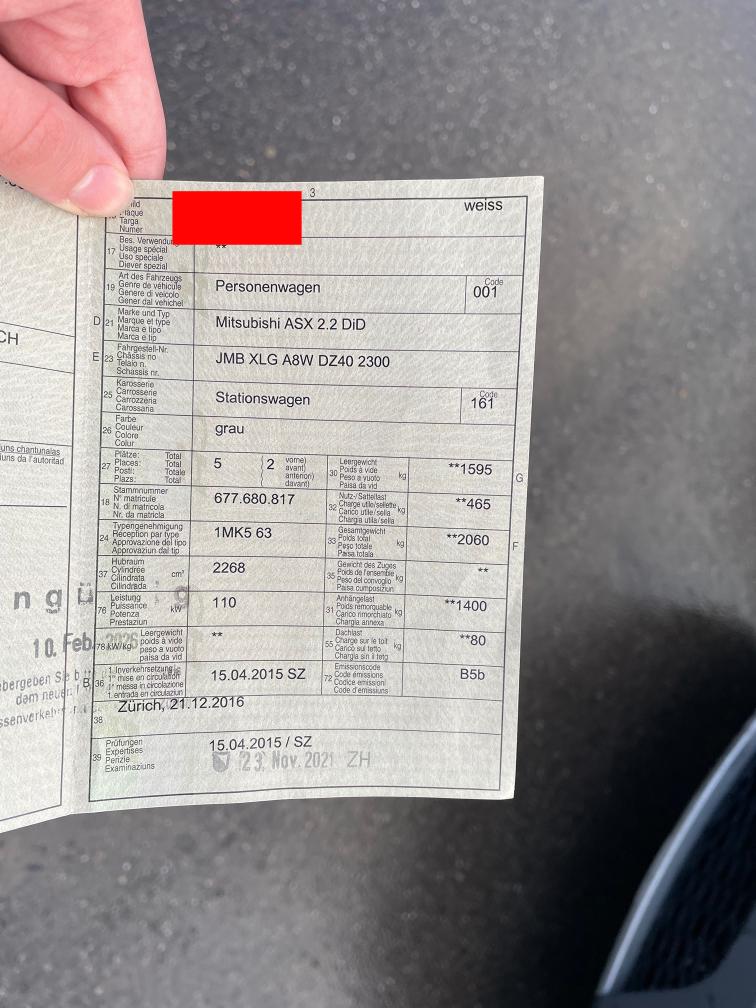 3
Plaque
Targa
Numer
weiss
17
Bes. Verwendung
Usage spécial
Uso speciale
Diever spezial
**
19
Art des Fahrzeugs
Genre de véhicule
Genere di veicolo
Gener dal vehichel
Personenwagen
Code
001
D 21
Marke und Typ
Marque et type
Marca e tipo
Marca e tip
Mitsubishi ASX 2.2 DiD
E 23
Fahrgestell-Nr.
Châssis no
Telaio n.
Schassis nr.
JMB XLG A8W DZ40 2300
25
Karosserie
Carrosserie
Carrozzeria
Carossaria
Stationswagen
Code
161
26
Farbe
Couleur
Colore
Colur
grau
27
Plätze: Total
Places: Total
Posti: Totale
Plazs: Total
5
2
vorne)
avant)
anteriori)
davant)
30
Leergewicht
Poids à vide
Peso a vuoto
Paisa da vid
kg
**1595
G
18
Stammnummer
N° matricule
N. di matricola
Nr. da matricla
677.680.817
32
Nutz-/Sattellast
Charge utile/sellette
Carico utile/sella
Chargia utila/sella
kg
**465
24
Typengenehmigung
Réception par type
Approvazione del tipo
Approvaziun dal tip
1MK5 63
33
Gesamtgewicht
Poids total
Peso totale
Paisa totala
kg
**2060
F
37
Hubraum
Cylindrée
Cilindrata
Cilindrada
cm³
2268
35
Gewicht des Zuges
Poids de l'ensemble
Peso del convoglio
Paisa cumposiziun
kg
**
76
Leistung
Puissance
Potenza
Prestaziun
kW
110
31
Anhängelast
Poids remorquable
Carico rimorchiato
Chargia annexa
kg
**1400
78 kW/kg
Leergewicht
poids à vide
peso a vuoto
paisa da vid
**
55
Dachlast
Charge sur le toit
Carico sul tetto
Chargia sin il tetg
kg
**80
B 36
1. Inverkehrsetzung
1re mise en circulation
1a messa in circolazione
1. entrada en circulaziun
15.04.2015 SZ
72
Emissionscode
Code émissions
Codice emissioni
Code d'emissiuns
B5b
38
Zürich, 21.12.2016
39
Prüfungen
Expertises
Perizie
Examinaziuns
15.04.2015 / SZ
23. Nov. 2021 ZH
CH
uns chantunalas
uns da l'autoritad
10. Feb.
dem neuen